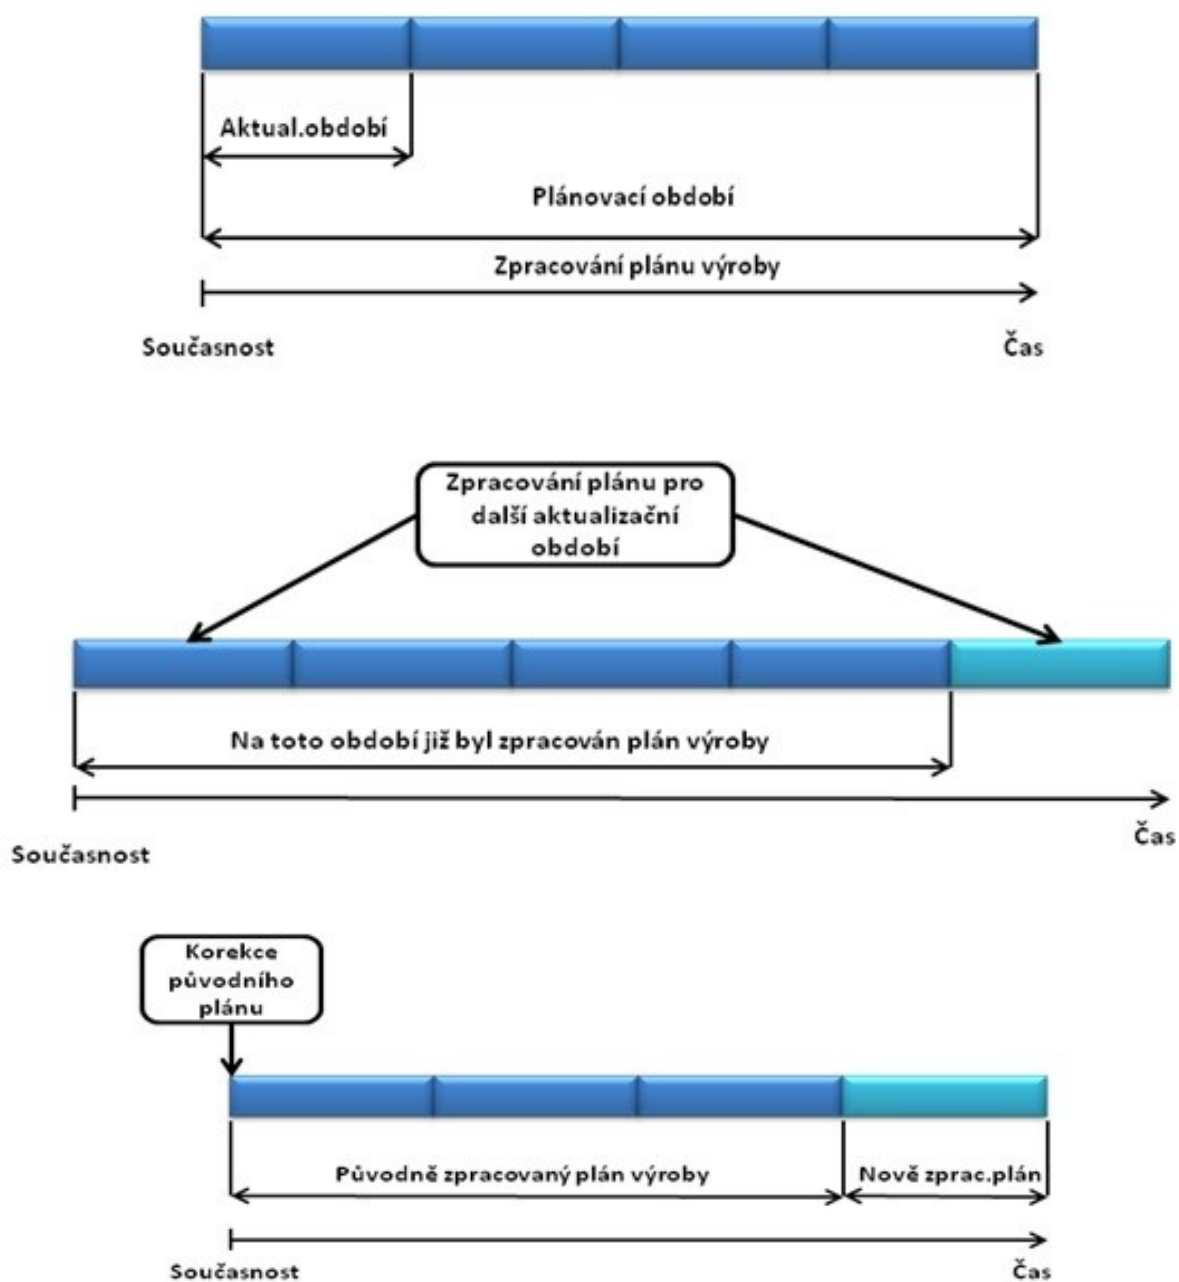 Aktual.období
Plánovací období
Zpracování plánu výroby
Současnost
Čas
Zpracování plánu pro
další aktualizační
období
Na toto období již byl zpracován plán výroby
Čas
Současnost
Korekce
původního
plánu
Původně zpracovaný plán výroby
Nově zprac.plán
Současnost
Čas